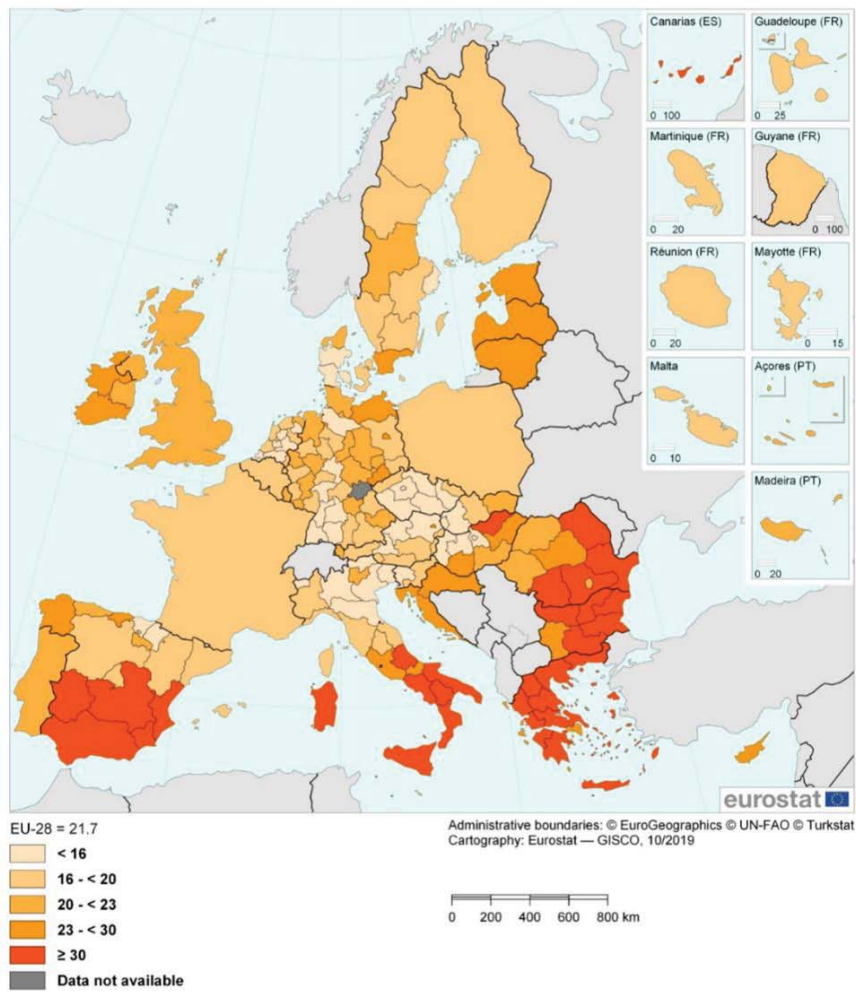 Canarias (ES)
0 100
Guadeloupe (FR)
0 25
Martinique (FR)
0 20
Guyane (FR)
0 100
Réunion (FR)
0 20
Mayotte (FR)
0 15
Malta
0 10
Açores (PT)
Madeira (PT)
0 20
eurostat
EU-28 = 21.7
Administrative boundaries: © EuroGeographics © UN-FAO © Turkstat
Cartography: Eurostat — GISCO, 10/2019
< 16
16 - < 20
20 - < 23
23 - < 30
≥ 30
Data not available
0 200 400 600 800 km